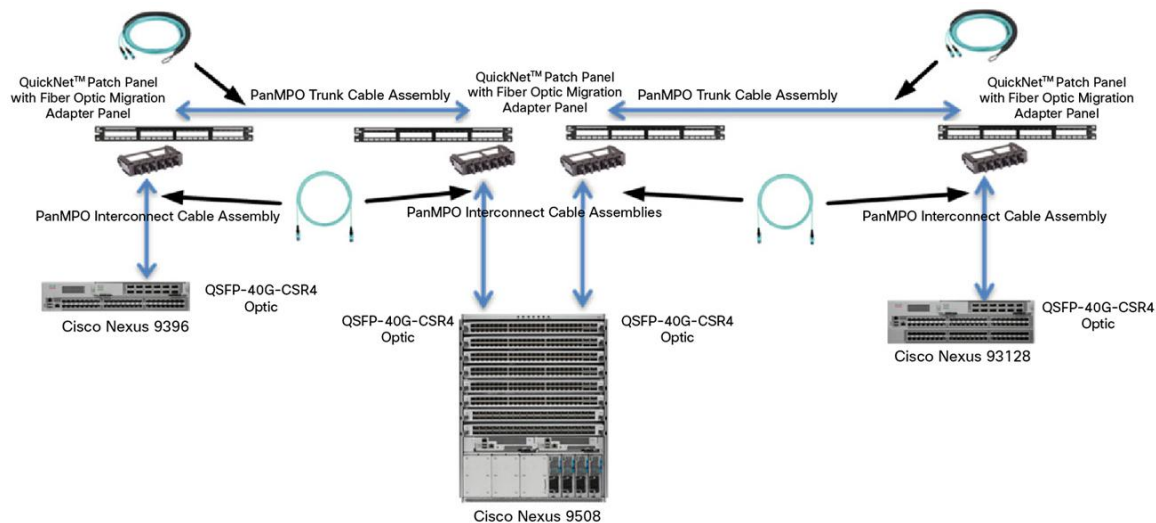 QuickNet™ Patch Panel
with Fiber Optic Migration
Adapter Panel
PanMPO Trunk Cable Assembly
QuickNet™ Patch Panel
with Fiber Optic Migration
Adapter Panel
PanMPO Trunk Cable Assembly
QuickNet™ Patch Panel
with Fiber Optic Migration
Adapter Panel
PanMPO Interconnect Cable Assembly
PanMPO Interconnect Cable Assemblies
PanMPO Interconnect Cable Assembly
QSFP-40G-CSR4
Optic
Cisco Nexus 9396
QSFP-40G-CSR4
Optic
QSFP-40G-CSR4
Optic
QSFP-40G-CSR4
Optic
Cisco Nexus 93128
Cisco Nexus 9508